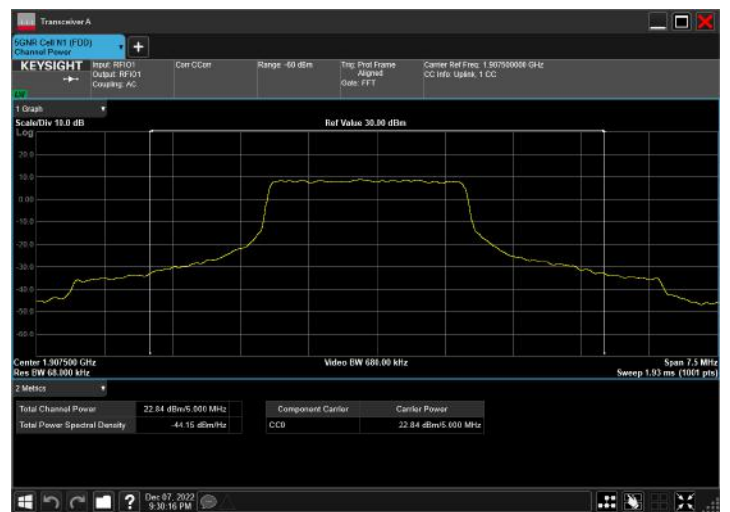 Transceiver A
5GNR Cell N1 (FDD)
Channel Power
+
KEYSIGHT
Input: RFIO1
Output: RFIO1
Coupling: AC
Corr CCorr
Range -60 dBm
Trig: Prot Frame
Aligned
Gate: FFT
Carrier Ref Freq: 1.907500000 GHz
CC Info: Uplink, 1 CC
1 Graph
Scale/Div 10.0 dB
Ref Value 30.00 dBm
Log
20.0
10.0
0.00
-10.0
-20.0
-30.0
-40.0
-50.0
-60.0
Center 1.907500 GHz
Video BW 680.00 kHz
Span 7.5 MHz
Res BW 68.000 kHz
Sweep 1.93 ms (1001 pts)
2 Metrics
Total Channel Power
22.84 dBm/5.000 MHz
Total Power Spectral Density
-44.15 dBm/Hz
Component Carrier
Carrier Power
CC0
22.84 dBm/5.000 MHz
?
Dec 07, 2022
9:30:16 PM